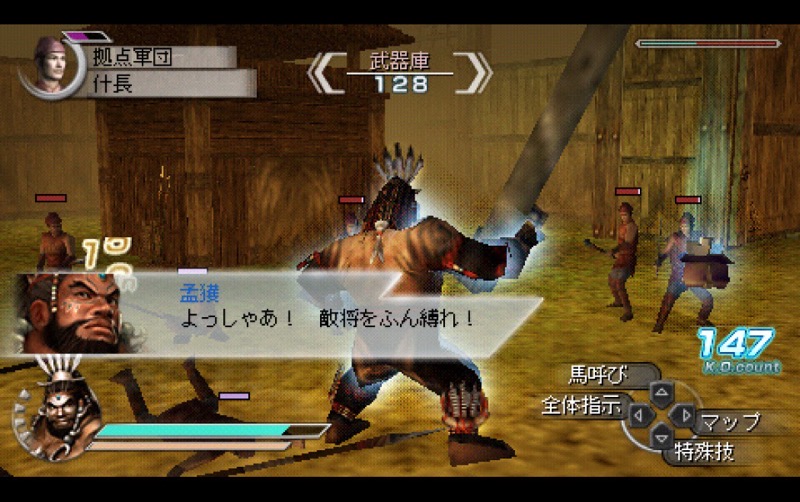 拠点軍団
什長
武器庫
128
孟獲
よっしゃあ！ 敵将をふん縛れ！
147
K.O.count
馬呼び
全体指示
マップ
特殊技